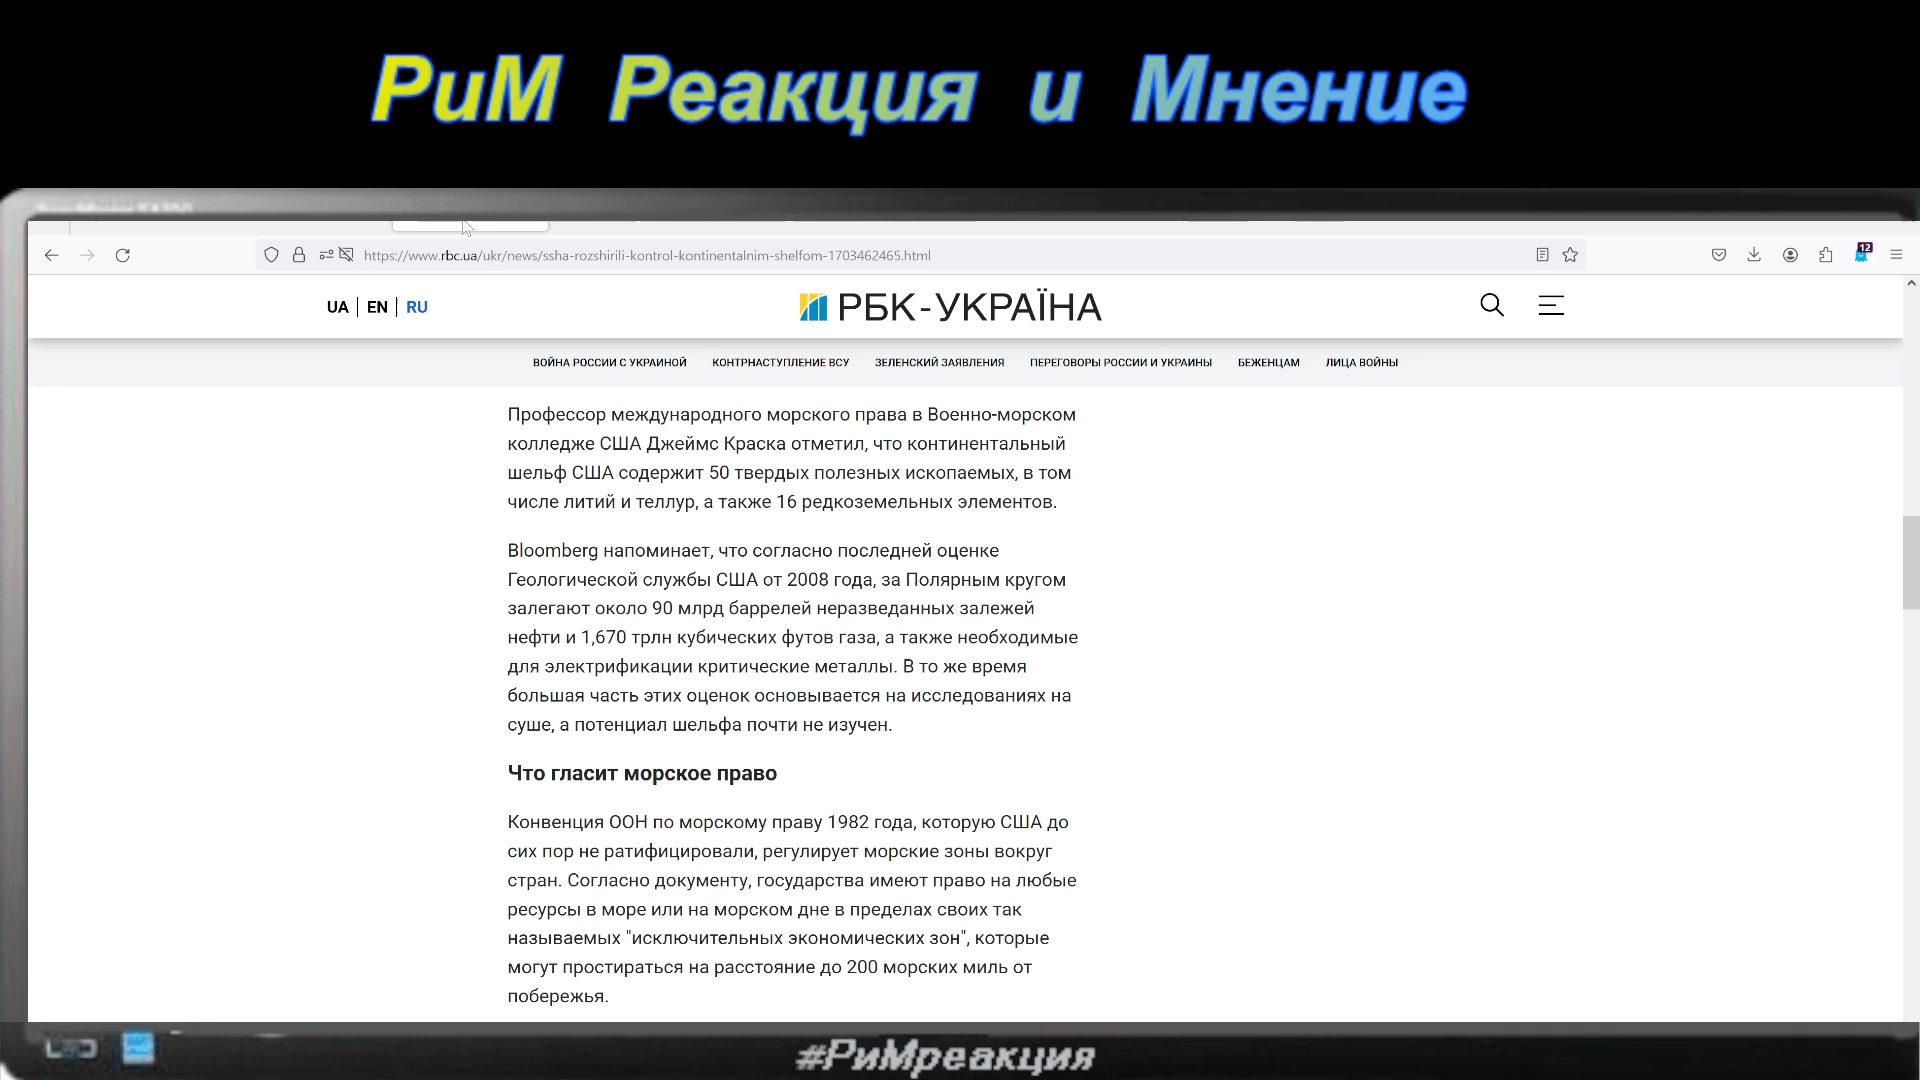 РиМ Реакция и Мнение
https://www.rbc.ua/ukr/news/ssha-rozshirili-kontrol-kontinentalnim-shelfom-1703462465.html
12
UA | EN | RU
РБК-УКРАЇНА
ВОЙНА РОССИИ С УКРАИНОЙ КОНТРНАСТУПЛЕНИЕ ВСУ ЗЕЛЕНСКИЙ ЗАЯВЛЕНИЯ ПЕРЕГОВОРЫ РОССИИ И УКРАИНЫ БЕЖЕНЦАМ ЛИЦА ВОЙНЫ
Профессор международного морского права в Военно-морском
колледже США Джеймс Краска отметил, что континентальный
шельф США содержит 50 твердых полезных ископаемых, в том
числе литий и теллур, а также 16 редкоземельных элементов.
Bloomberg напоминает, что согласно последней оценке
Геологической службы США от 2008 года, за Полярным кругом
залегают около 90 млрд баррелей неразведанных залежей
нефти и 1,670 трлн кубических футов газа, а также необходимые
для электрификации критические металлы. В то же время
большая часть этих оценок основывается на исследованиях на
суше, а потенциал шельфа почти не изучен.
Что гласит морское право
Конвенция ООН по морскому праву 1982 года, которую США до
сих пор не ратифицировали, регулирует морские зоны вокруг
стран. Согласно документу, государства имеют право на любые
ресурсы в море или на морском дне в пределах своих так
называемых "исключительных экономических зон", которые
могут простираться на расстояние до 200 морских миль от
побережья.
#РиМреакция